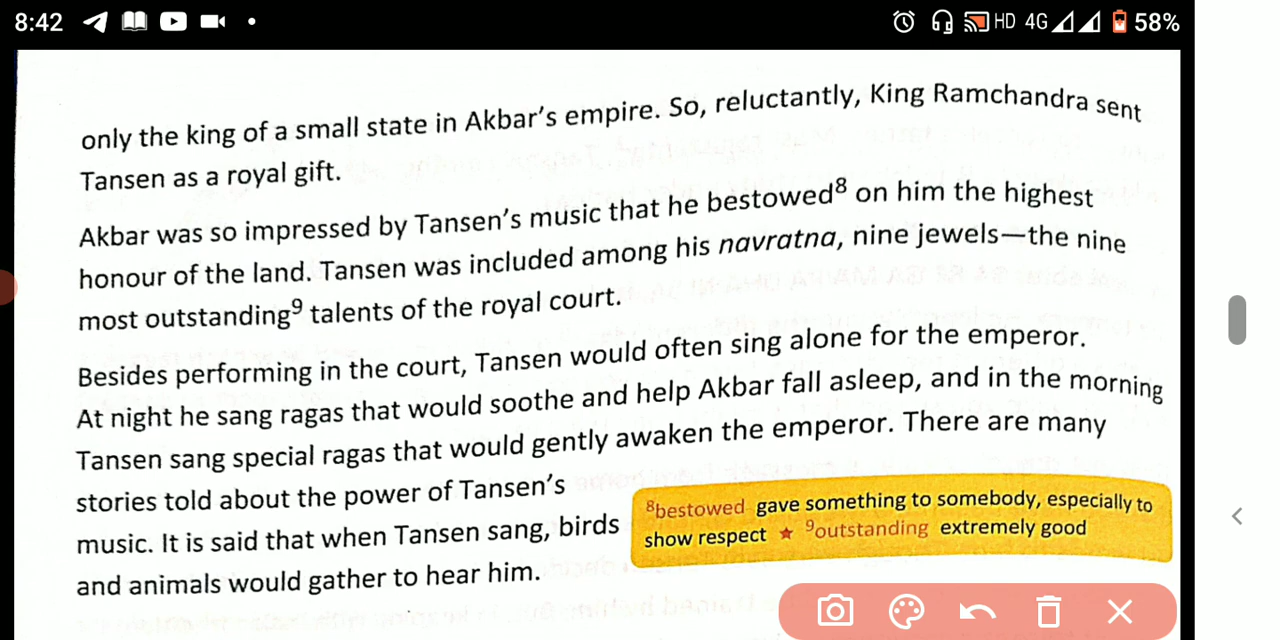 8:42
HD 4G 58%
only the king of a small state in Akbar's empire. So, reluctantly, King Ramchandra sent
Tansen as a royal gift.
Akbar was so impressed by Tansen's music that he bestowed⁸ on him the highest
honour of the land. Tansen was included among his navratna, nine jewels—the nine
most outstanding⁹ talents of the royal court.
Besides performing in the court, Tansen would often sing alone for the emperor.
At night he sang ragas that would soothe and help Akbar fall asleep, and in the morning
Tansen sang special ragas that would gently awaken the emperor. There are many
stories told about the power of Tansen's
music. It is said that when Tansen sang, birds
and animals would gather to hear him.
⁸bestowed gave something to somebody, especially to
show respect ★ ⁹outstanding extremely good